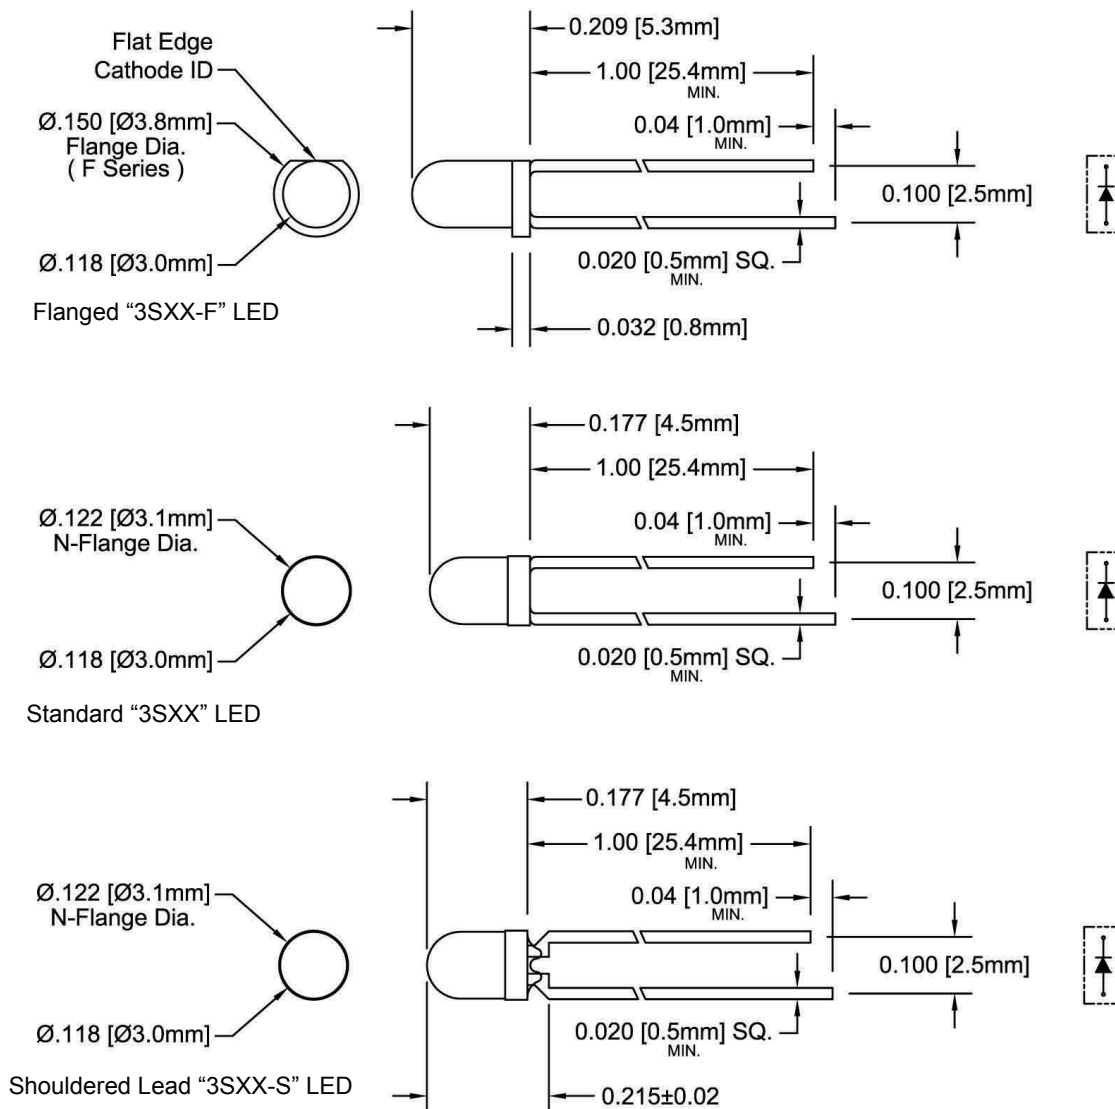 0.209 [5.3mm]
Flat Edge
Cathode ID
1.00 [25.4mm]
MIN.
Ø.150 [Ø3.8mm]
Flange Dia.
( F Series )
0.04 [1.0mm]
MIN.
0.100 [2.5mm]
Ø.118 [Ø3.0mm]
0.020 [0.5mm] SQ.
MIN.
Flanged “3SXX-F” LED
0.032 [0.8mm]
0.177 [4.5mm]
1.00 [25.4mm]
Ø.122 [Ø3.1mm]
N-Flange Dia.
0.04 [1.0mm]
MIN.
0.100 [2.5mm]
Ø.118 [Ø3.0mm]
0.020 [0.5mm] SQ.
MIN.
Standard “3SXX” LED
0.177 [4.5mm]
1.00 [25.4mm]
MIN.
Ø.122 [Ø3.1mm]
N-Flange Dia.
0.04 [1.0mm]
MIN.
0.100 [2.5mm]
Ø.118 [Ø3.0mm]
0.020 [0.5mm] SQ.
MIN.
Shouldered Lead “3SXX-S” LED
0.215±0.02